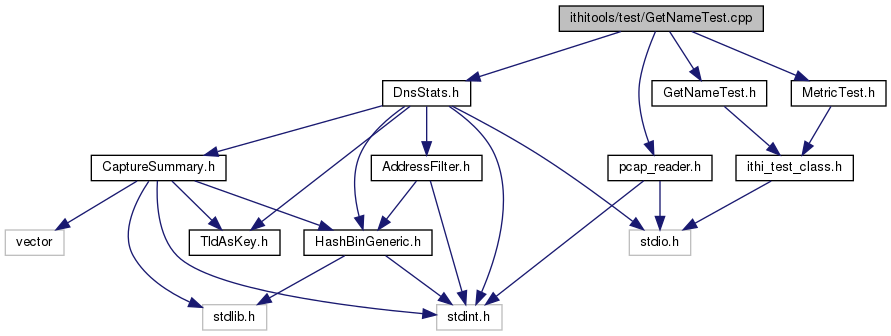 ithitools/test/GetNameTest.cpp
DnsStats.h
GetNameTest.h
MetricTest.h
CaptureSummary.h
AddressFilter.h
pcap_reader.h
ithi_test_class.h
vector
TldAsKey.h
HashBinGeneric.h
stdio.h
stdlib.h
stdint.h